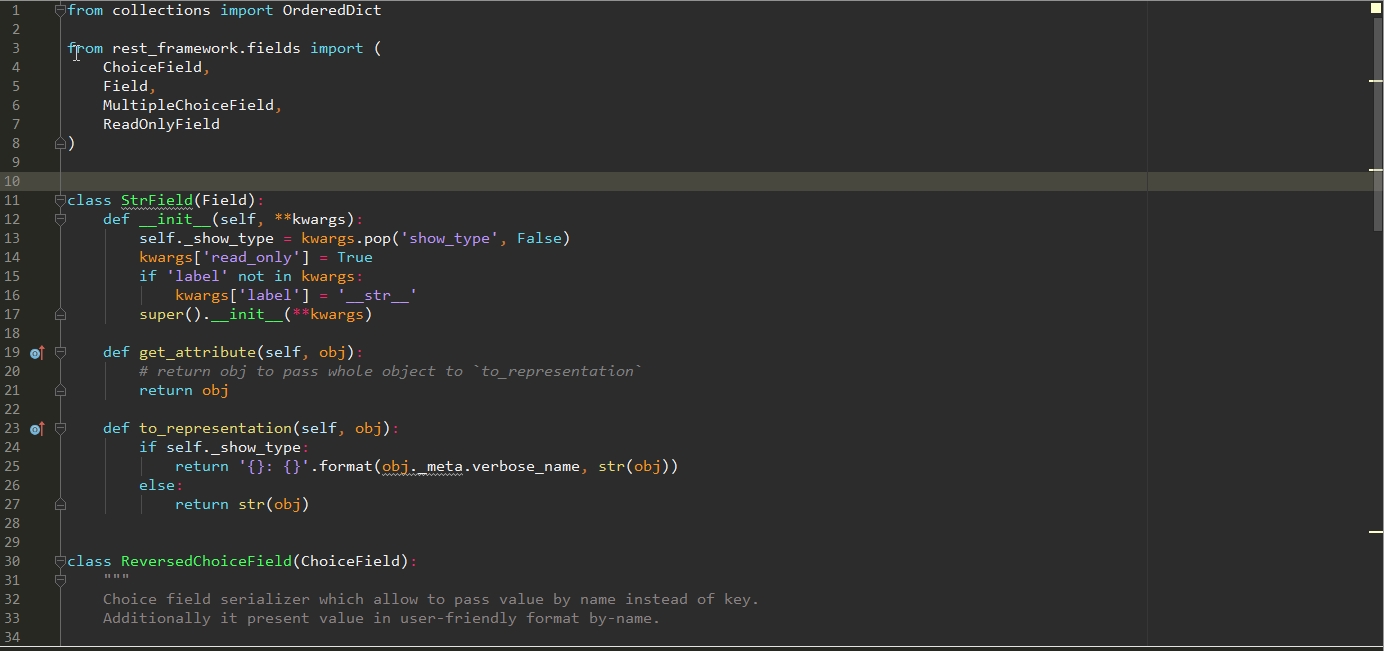 1 from collections import OrderedDict
2
3 from rest_framework.fields import (
4     ChoiceField,
5     Field,
6     MultipleChoiceField,
7     ReadOnlyField
8 )
9
10
11 class StrField(Field):
12     def __init__(self, **kwargs):
13         self._show_type = kwargs.pop('show_type', False)
14         kwargs['read_only'] = True
15         if 'label' not in kwargs:
16             kwargs['label'] = '__str__'
17         super().__init__(**kwargs)
18
19     def get_attribute(self, obj):
20         # return obj to pass whole object to `to_representation`
21         return obj
22
23     def to_representation(self, obj):
24         if self._show_type:
25             return '{}: {}'.format(obj._meta.verbose_name, str(obj))
26         else:
27             return str(obj)
28
29
30 class ReversedChoiceField(ChoiceField):
31     """
32     Choice field serializer which allow to pass value by name instead of key.
33     Additionally it present value in user-friendly format by-name.
34